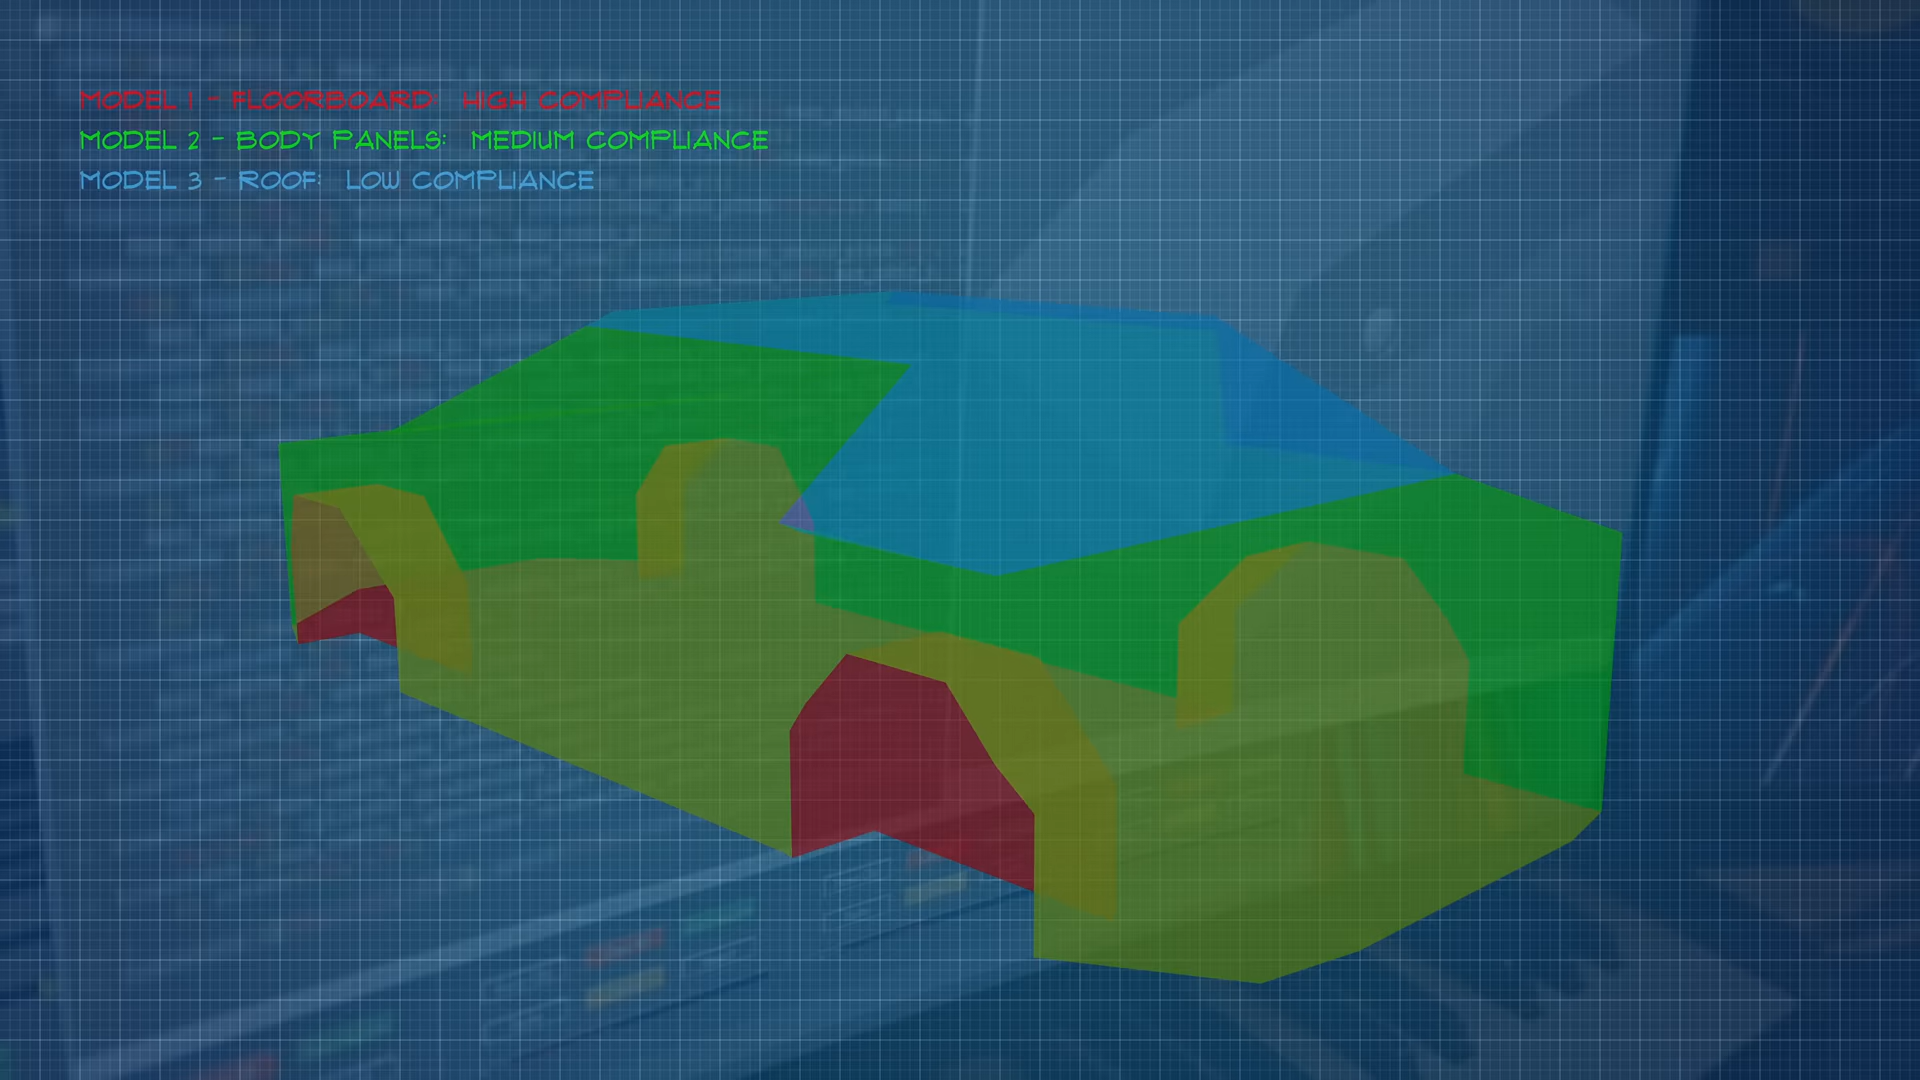 MODEL 1 - FLOORBOARD: HIGH COMPLIANCE
MODEL 2 - BODY PANELS: MEDIUM COMPLIANCE
MODEL 3 - ROOF: LOW COMPLIANCE